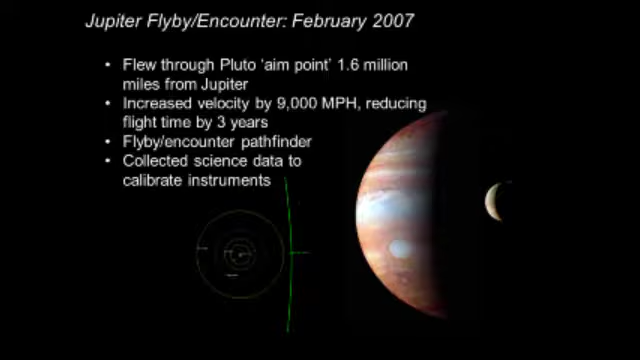 Jupiter Flyby/Encounter: February 2007
• Flew through Pluto 'aim point' 1.6 million
miles from Jupiter
• Increased velocity by 9,000 MPH, reducing
flight time by 3 years
• Flyby/encounter pathfinder
• Collected science data to
calibrate instruments